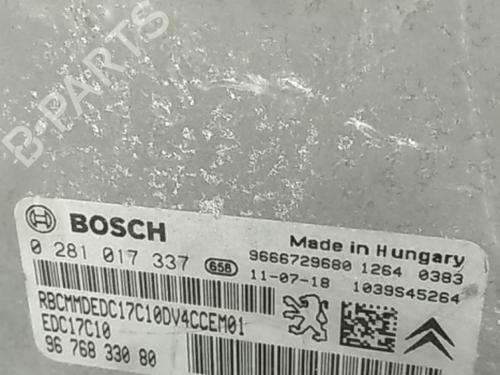 B-PARTS
BOSCH
Made in Hungary
0 281 017 337 658
9666729680 1264 0383
11-07-18 1039S45264
RBCMMDEDC17C10DV4CCEM01
EDC17C10
96 768 330 80